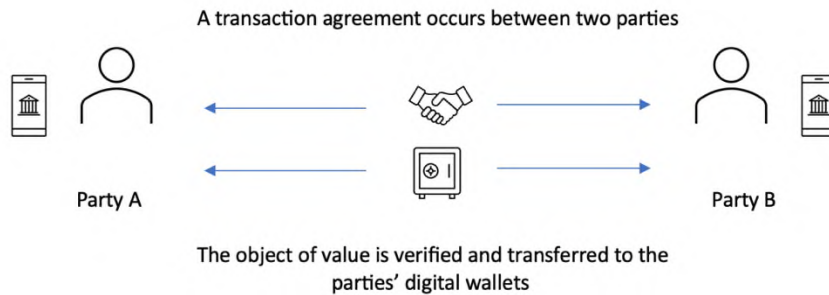 A transaction agreement occurs between two parties
Party A
Party B
The object of value is verified and transferred to the
parties’ digital wallets